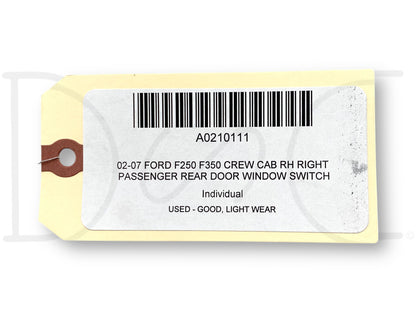 A0210111
02-07 FORD F250 F350 CREW CAB RH RIGHT
PASSENGER REAR DOOR WINDOW SWITCH
Individual
USED - GOOD, LIGHT WEAR